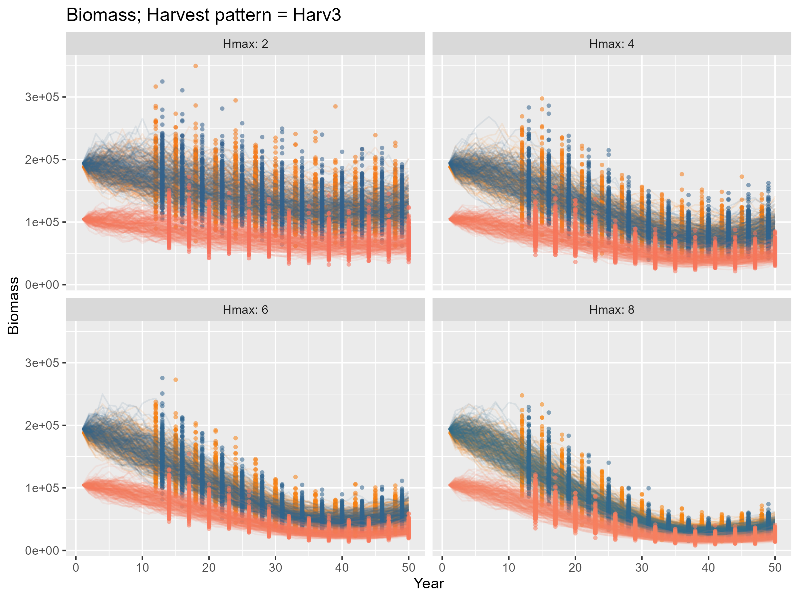 Biomass; Harvest pattern = Harv3
Hmax: 2
Hmax: 4
3e+05
2e+05
1e+05
0e+00
Biomass
Hmax: 6
Hmax: 8
3e+05
2e+05
1e+05
0e+00
0 10 20 30 40 50
0 10 20 30 40 50
Year